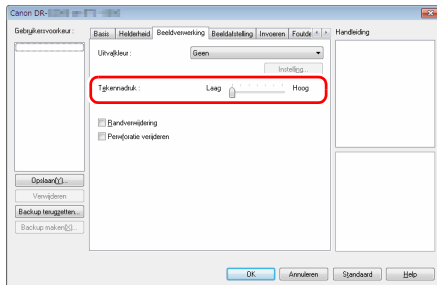 Canon DR-
Gebruikersvoorkeur :
Opslaan(Y)...
Verwijderen
Backup terugzetten...
Backup maken(X)...
Basis Helderheid Beeldverwerking Beeldafstelling Invoeren Foutde
Uitvalkleur :
Geen
Instelling...
Tekennadruk :
Laag
Hoog
Randverwijdering
Perforatie verijderen
Handleiding
OK
Annuleren
Standaard
Help